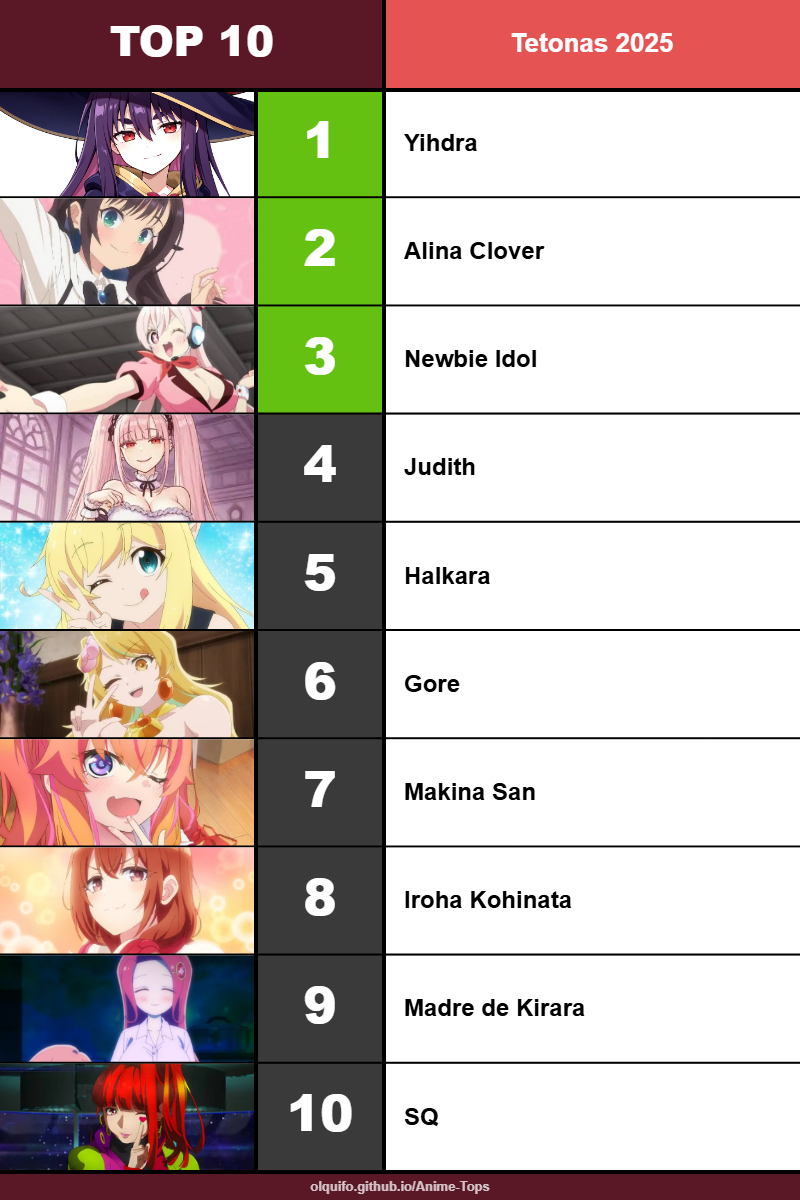 TOP 10
Tetonas 2025
1
Yihdra
2
Alina Clover
3
Newbie Idol
4
Judith
5
Halkara
6
Gore
7
Makina San
8
Iroha Kohinata
9
Madre de Kirara
10
SQ
olquifo.github.io/Anime-Tops